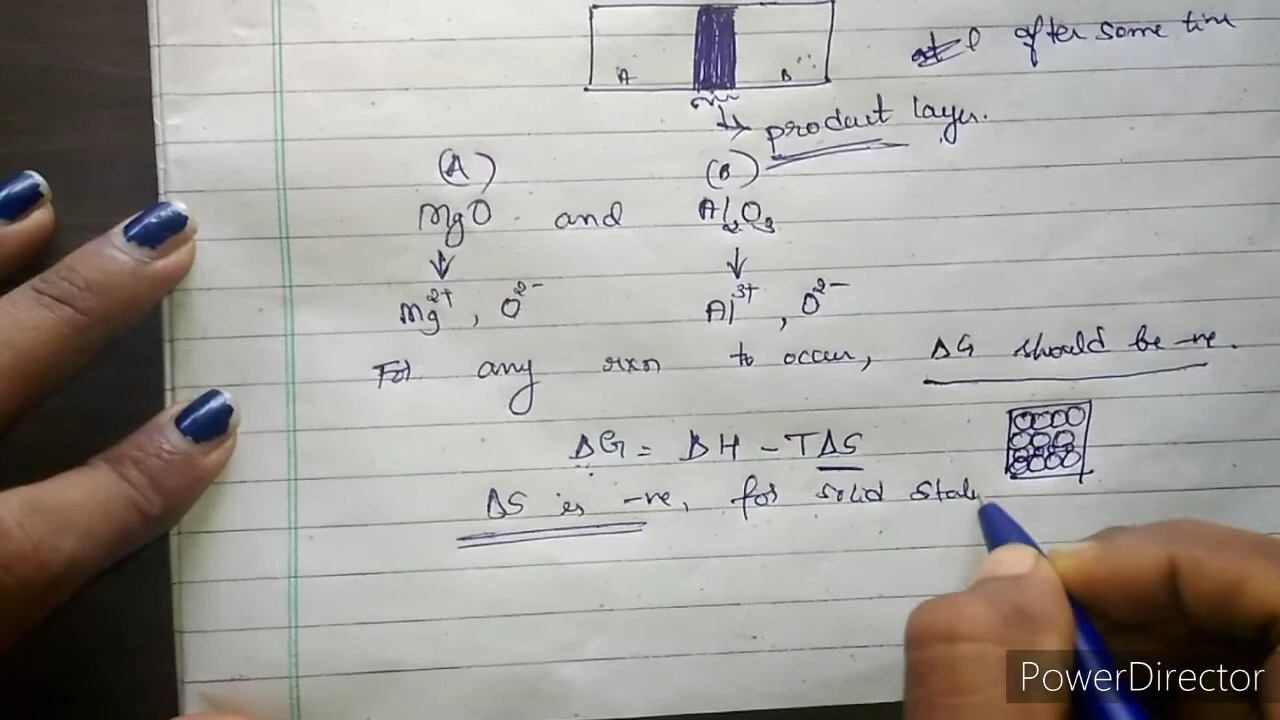 after some time
A B
product layer.
(A) (B)
MgO and Al₂O₃
Mg²⁺, O²⁻ Al³⁺, O²⁻
For any rxn to occur, ΔG should be -ve.
ΔG = ΔH - TΔS
ΔS is -ve, for solid stat
PowerDirector